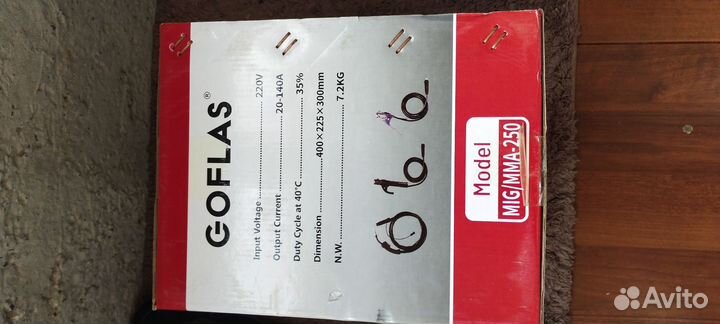 GOFLAS®
Input Voltage ................ 220V
Output Current .......... 20-140A
Duty Cycle at 40°C ............ 35%
Dimension ........ 400×225×300mm
N.W. ........................ 7.2KG
Model
MIG/MMA-250
Avito